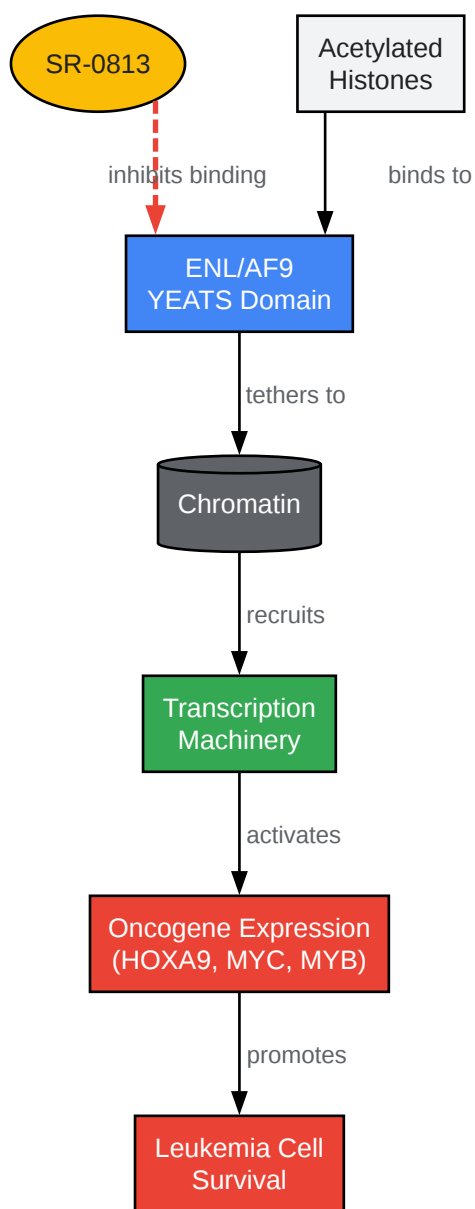 SR-0813
Acetylated
Histones
inhibits binding
binds to
ENL/AF9
YEATS Domain
tethers to
Chromatin
recruits
Transcription
Machinery
activates
Oncogene Expression
(HOXA9, MYC, MYB)
promotes
Leukemia Cell
Survival